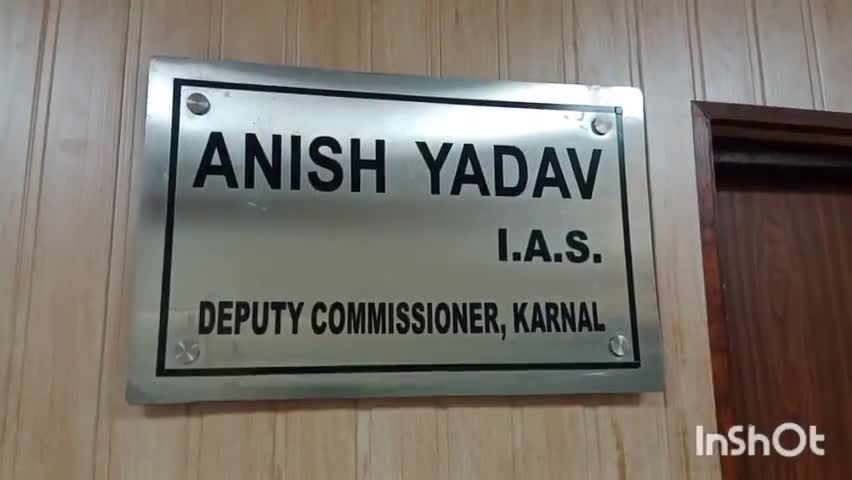 ANISH YADAV
I.A.S.
DEPUTY COMMISSIONER, KARNAL
InShOt